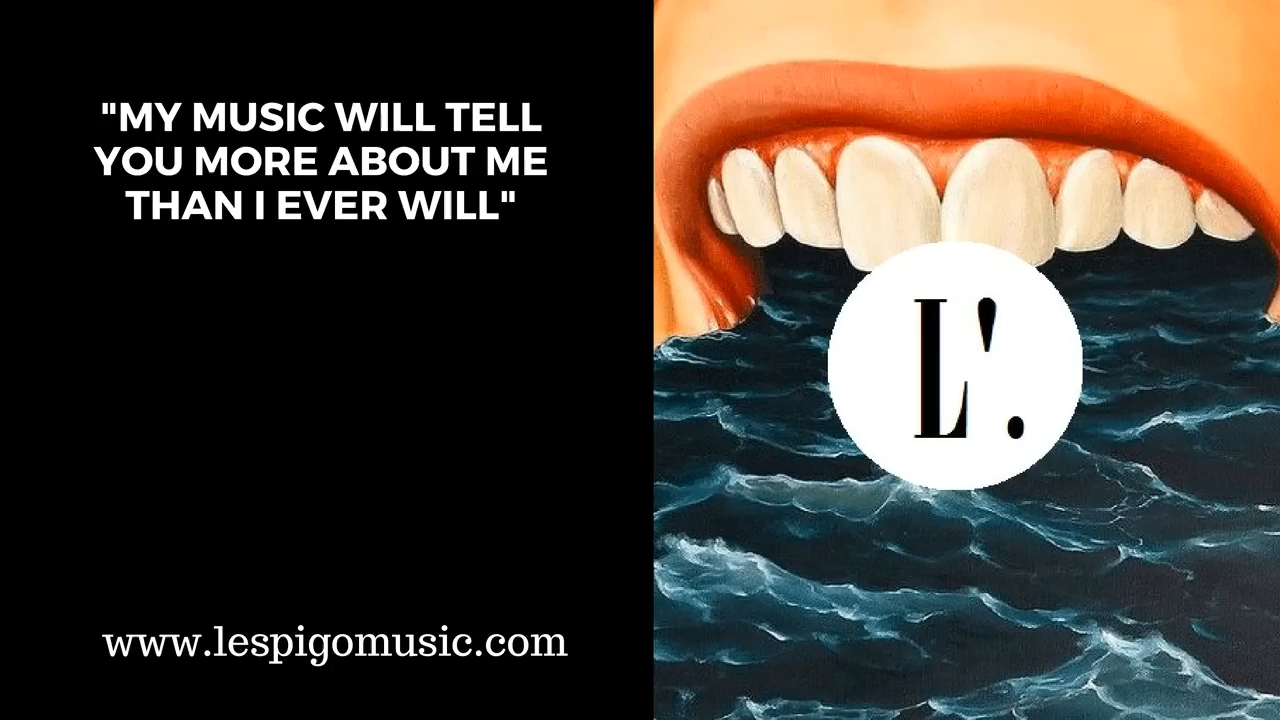 "MY MUSIC WILL TELL
YOU MORE ABOUT ME
THAN I EVER WILL"
L'.
www.lespigomusic.com